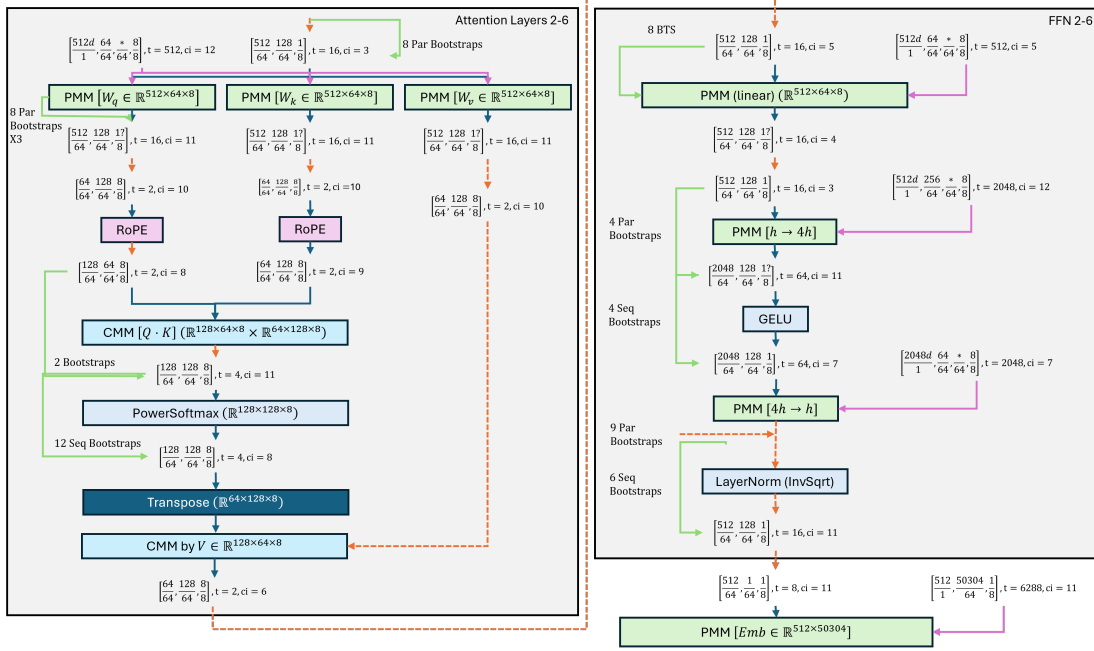 Attention Layers 2-6
[512d/1, 64/64, */64, 8/8], t = 512, ci = 12
[512/64, 128/64, 1/8], t = 16, ci = 3
8 Par Bootstraps
PMM [W_q ∈ ℝ^{512×64×8}]
PMM [W_k ∈ ℝ^{512×64×8}]
PMM [W_v ∈ ℝ^{512×64×8}]
8 Par
Bootstraps
X3
[512/64, 128/64, 1?/8], t = 16, ci = 11
[512/64, 128/64, 1?/8], t = 16, ci = 11
[512/64, 128/64, 1?/8], t = 16, ci = 11
[64/64, 128/64, 8/8], t = 2, ci = 10
[64/64, 128/64, 8/8], t = 2, ci = 10
[64/64, 128/64, 8/8], t = 2, ci = 10
RoPE
RoPE
[128/64, 64/64, 8/8], t = 2, ci = 8
[64/64, 128/64, 8/8], t = 2, ci = 9
CMM [Q · K] (ℝ^{128×64×8} × ℝ^{64×128×8})
2 Bootstraps
[128/64, 128/64, 8/8], t = 4, ci = 11
PowerSoftmax (ℝ^{128×128×8})
12 Seq Bootstraps
[128/64, 128/64, 8/8], t = 4, ci = 8
Transpose (ℝ^{64×128×8})
CMM by V ∈ ℝ^{128×64×8}
[64/64, 128/64, 8/8], t = 2, ci = 6
FFN 2-6
8 BTS
[512/64, 128/64, 1/8], t = 16, ci = 5
[512d/1, 64/64, */64, 8/8], t = 512, ci = 5
PMM (linear) (ℝ^{512×64×8})
[512/64, 128/64, 1?/8], t = 16, ci = 4
[512/64, 128/64, 1/8], t = 16, ci = 3
[512d/1, 256/64, */64, 8/8], t = 2048, ci = 12
4 Par
Bootstraps
PMM [h → 4h]
[2048/64, 128/64, 1?/8], t = 64, ci = 11
4 Seq
Bootstraps
GELU
[2048/64, 128/64, 1/8], t = 64, ci = 7
[2048d/1, 64/64, */64, 8/8], t = 2048, ci = 7
PMM [4h → h]
9 Par
Bootstraps
6 Seq
Bootstraps
LayerNorm (InvSqrt)
[512/64, 128/64, 1/8], t = 16, ci = 11
[512/64, 1/64, 1/8], t = 8, ci = 11
[512/1, 50304/64, 1/8], t = 6288, ci = 11
PMM [Emb ∈ ℝ^{512×50304}]